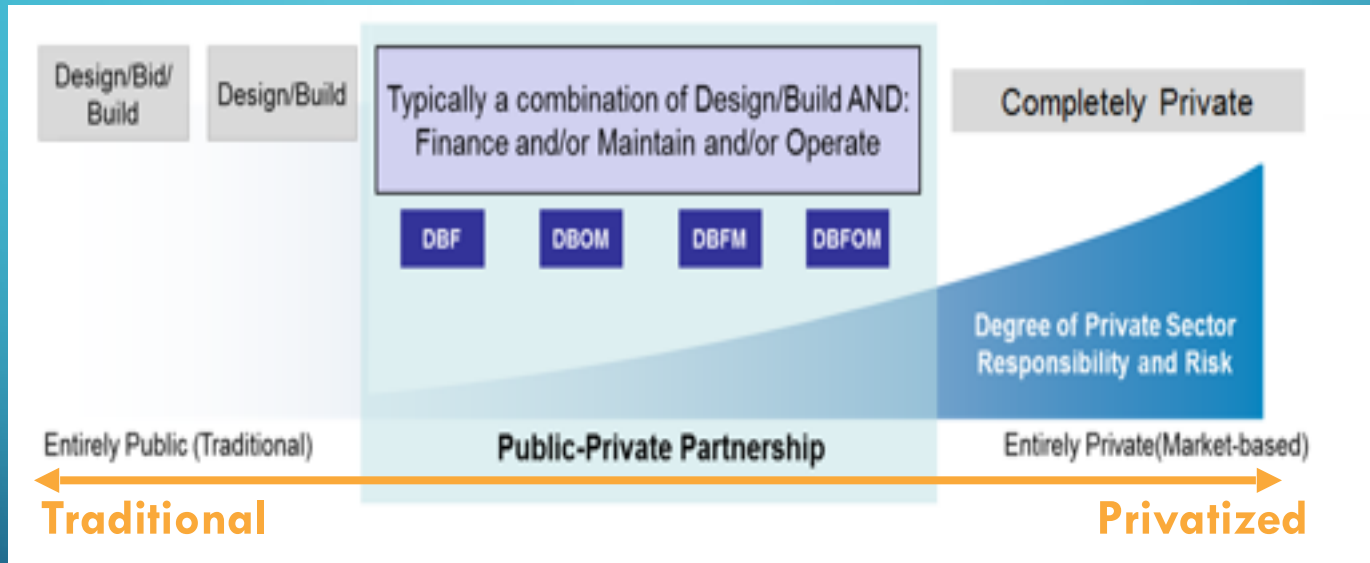 Design/Bid/
Build
Design/Build
Typically a combination of Design/Build AND:
Finance and/or Maintain and/or Operate
Completely Private
DBF
DBOM
DBFM
DBFOM
Degree of Private Sector
Responsibility and Risk
Entirely Public (Traditional)
Public-Private Partnership
Entirely Private(Market-based)
Traditional
Privatized